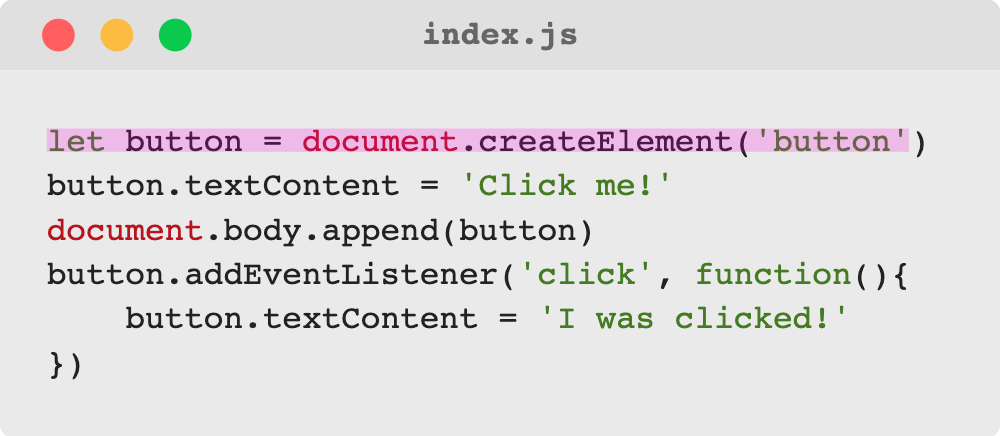 index.js
let button = document.createElement('button')
button.textContent = 'Click me!'
document.body.append(button)
button.addEventListener('click', function(){
    button.textContent = 'I was clicked!'
})